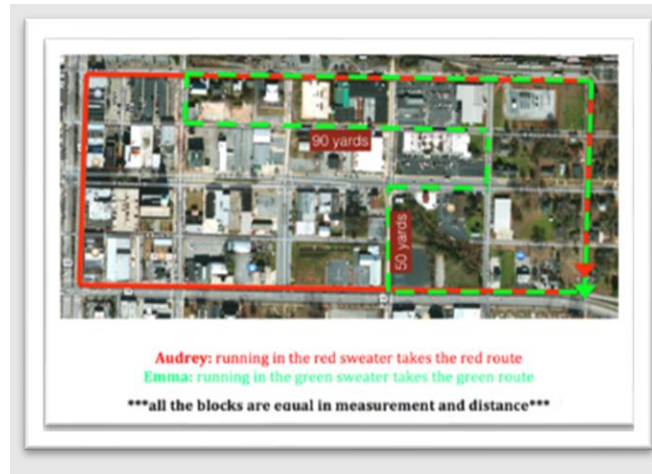 90 yards
50 yards
Audrey: running in the red sweater takes the red route
Emma: running in the green sweater takes the green route
***all the blocks are equal in measurement and distance***